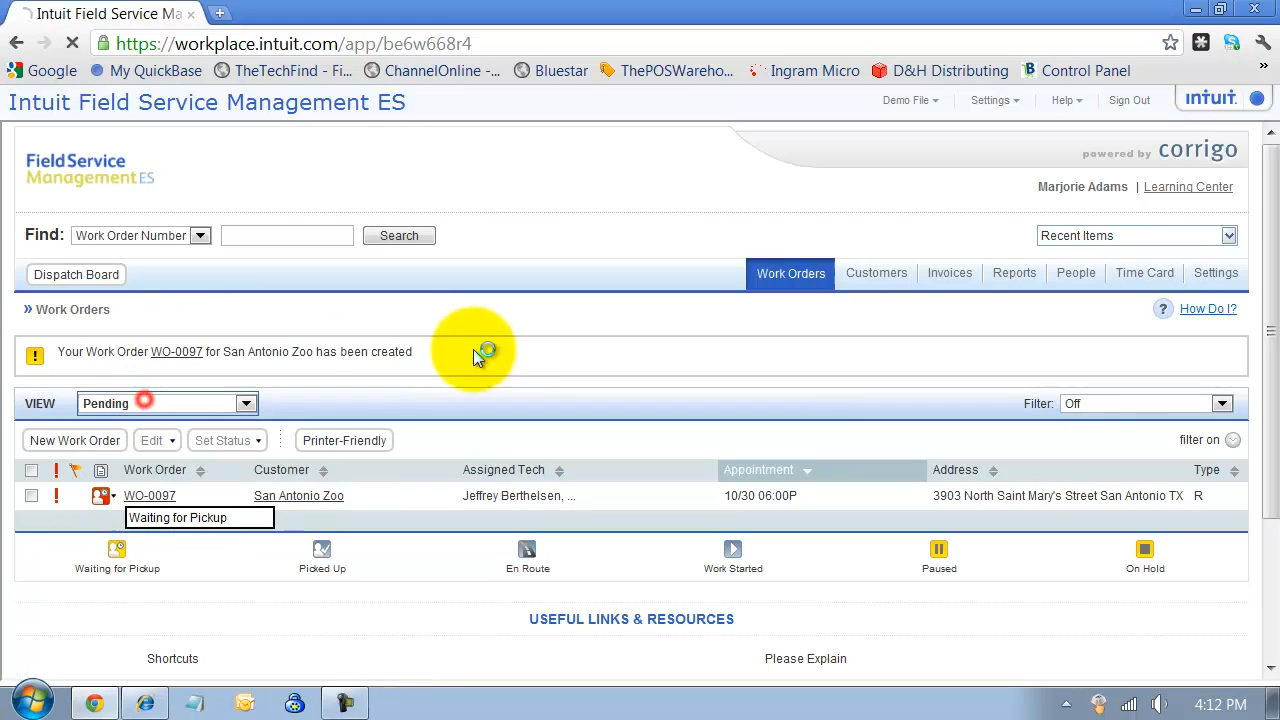 Intuit Field Service Ma
https://workplace.intuit.com/app/be6w668r4
Google My QuickBase TheTechFind - Fi... ChannelOnline -... Bluestar ThePOSWareho... Ingram Micro D&H Distributing Control Panel »
Intuit Field Service Management ES
Demo File Settings Help Sign Out intuit.
FieldService
ManagementES
powered by corrigo
Marjorie Adams | Learning Center
Find: Work Order Number Search Recent Items
Dispatch Board Work Orders Customers Invoices Reports People Time Card Settings
» Work Orders ? How Do I?
! Your Work Order WO-0097 for San Antonio Zoo has been created
VIEW Pending Filter: Off
New Work Order Edit Set Status Printer-Friendly filter on
! Work Order Customer Assigned Tech Appointment Address Type
! WO-0097 San Antonio Zoo Jeffrey Berthelsen, ... 10/30 06:00P 3903 North Saint Mary's Street San Antonio TX R
Waiting for Pickup
Waiting for Pickup Picked Up En Route Work Started Paused On Hold
USEFUL LINKS & RESOURCES
Shortcuts Please Explain
4:12 PM